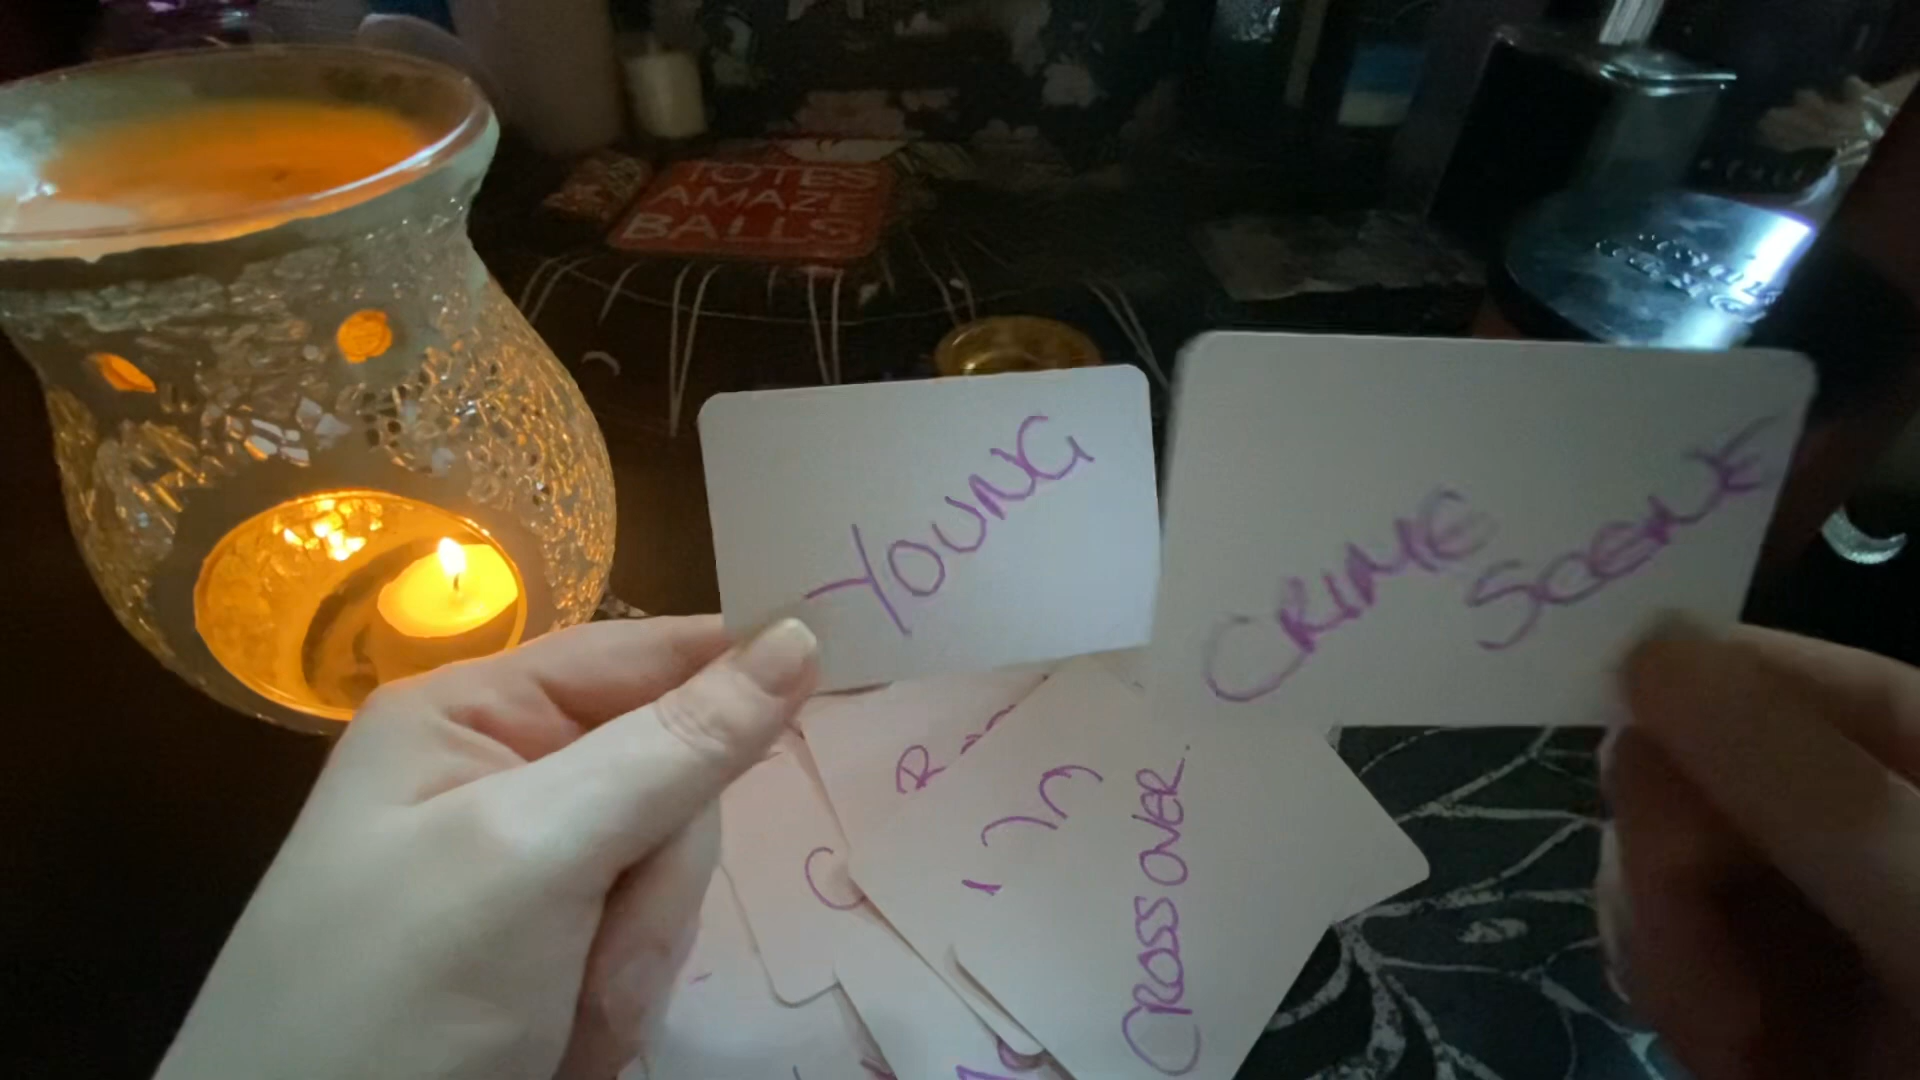 TOTES
AMAZE
BALLS
YOUNG
CRIME
SCENE
CROSSOVER.